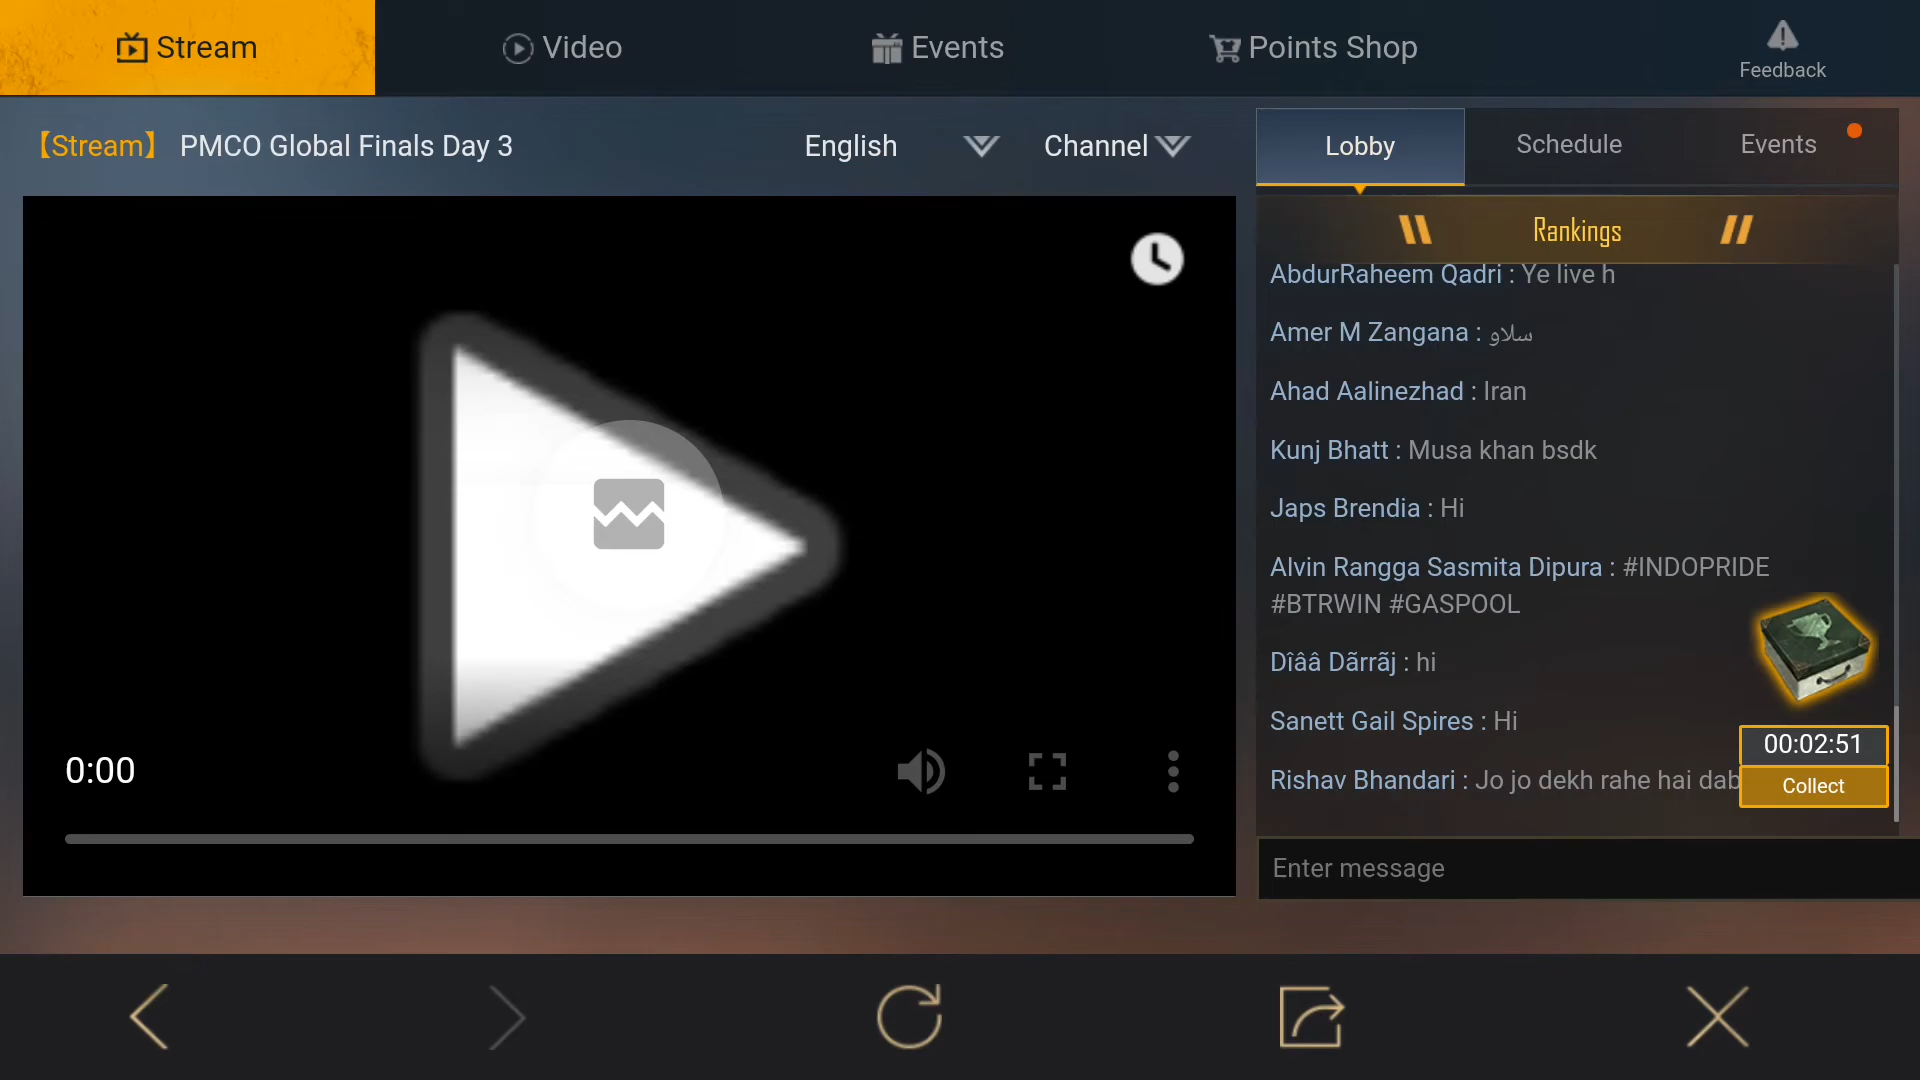 Stream
Video
Events
Points Shop
Feedback
【Stream】 PMCO Global Finals Day 3
English
Channel
Lobby
Schedule
Events
Rankings
AbdurRaheem Qadri : Ye live h
Amer M Zangana : سلاو
Ahad Aalinezhad : Iran
Kunj Bhatt : Musa khan bsdk
Japs Brendia : Hi
Alvin Rangga Sasmita Dipura : #INDOPRIDE
#BTRWIN #GASPOOL
Dîââ Dãrrãj : hi
Sanett Gail Spires : Hi
Rishav Bhandari : Jo jo dekh rahe hai dab
00:02:51
Collect
0:00
Enter message